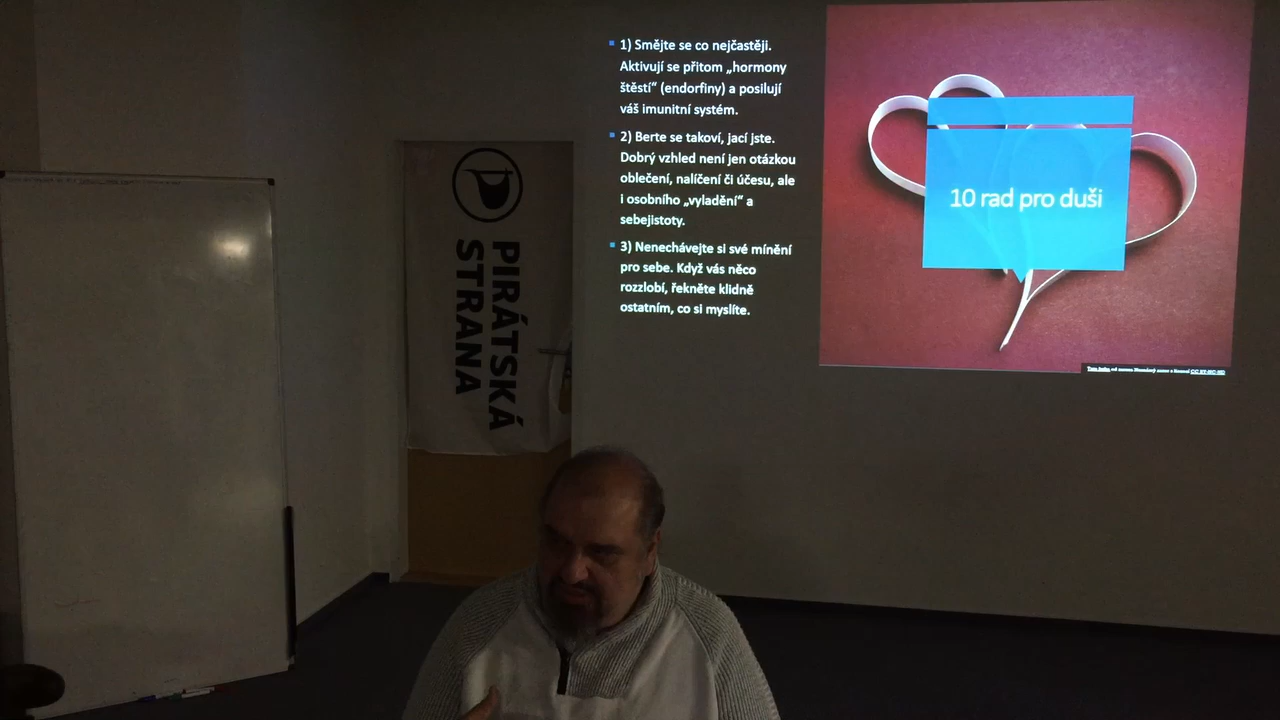 1) Smějte se co nejčastěji.
Aktivují se přitom „hormony
štěstí“ (endorfiny) a posilují
váš imunitní systém.
2) Berte se takoví, jací jste.
Dobrý vzhled není jen otázkou
oblečení, nalíčení či účesu, ale
i osobního „vyladění“ a
sebejistoty.
3) Nenechávejte si své mínění
pro sebe. Když vás něco
rozzlobí, řekněte klidně
ostatním, co si myslíte.
10 rad pro duši
PIRÁTSKÁ
STRANA